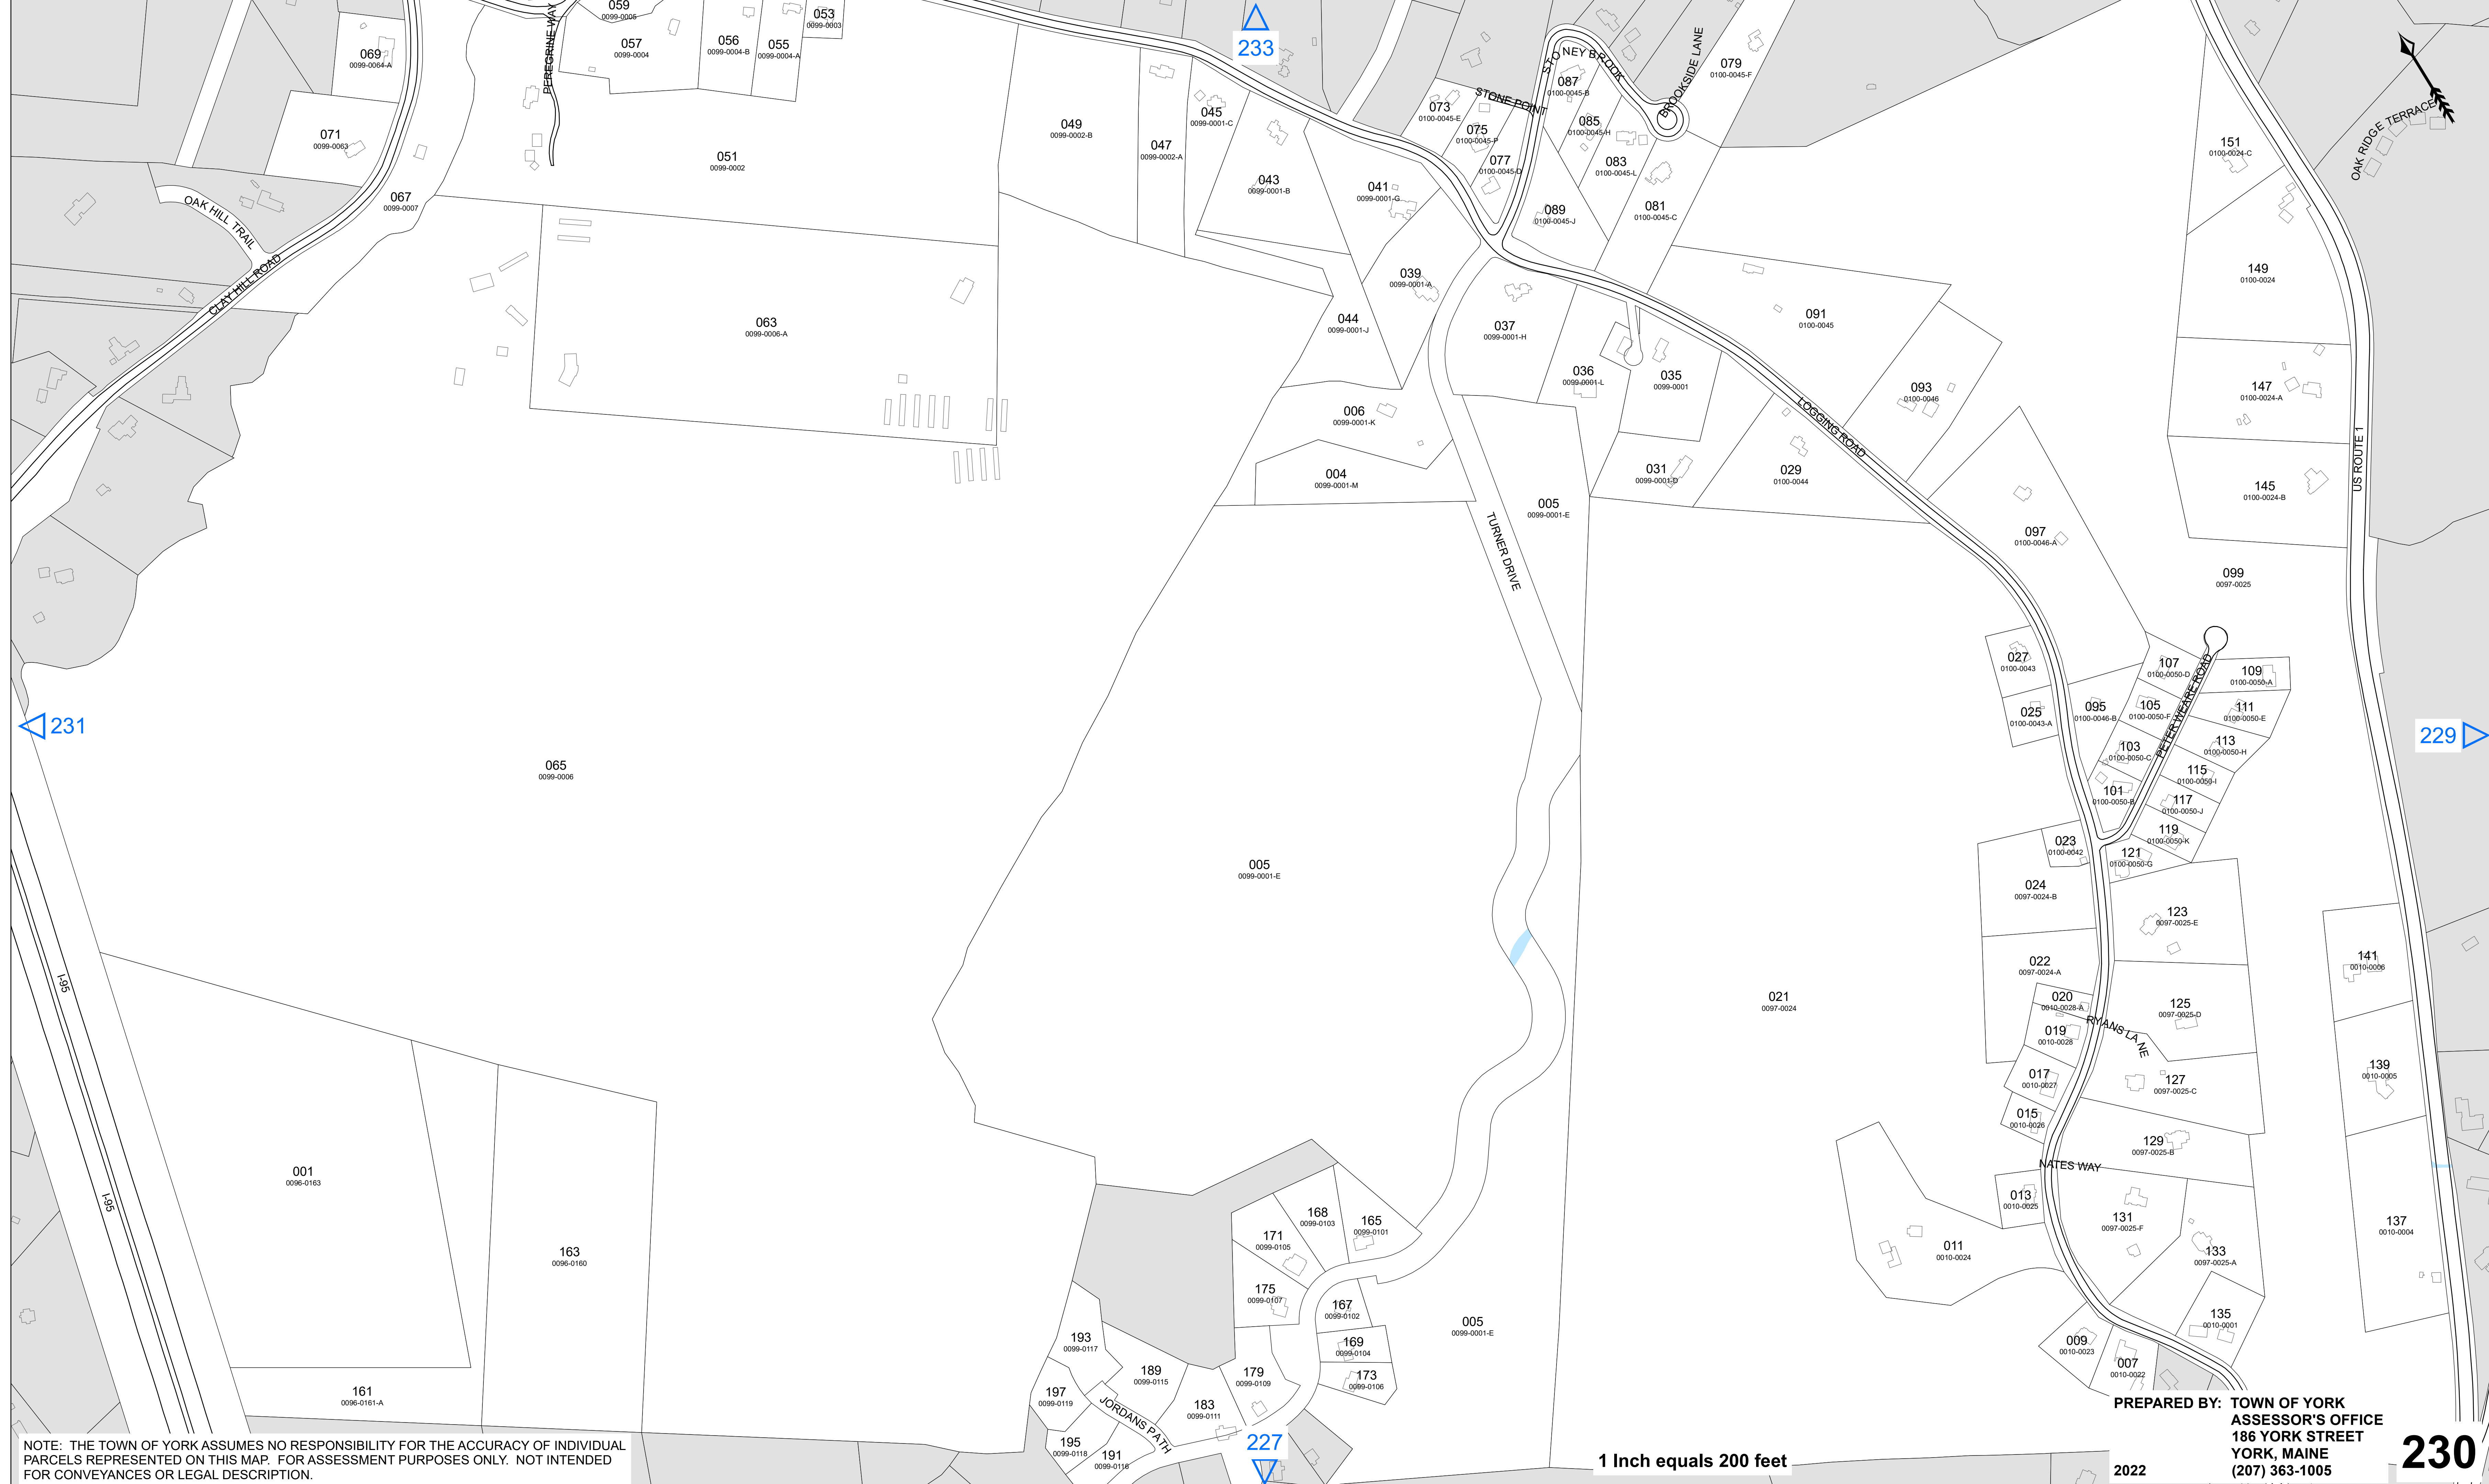 059
0099-0005
053
0099-0003
233
069
0099-0064-A
PEREGRINE WAY
057
0099-0004
056
0099-0004-B
055
0099-0004-A
STONEY BROOK
BROOKSIDE LANE
079
0100-0045-F
087
0100-0045-B
STONE POINT
073
0100-0045-E
075
0100-0045-P
077
0100-0045-D
085
0100-0045-H
083
0100-0045-L
089
0100-0045-J
081
0100-0045-C
OAK RIDGE TERRACE
151
0100-0024-C
071
0099-0063
051
0099-0002
049
0099-0002-B
047
0099-0002-A
045
0099-0001-C
043
0099-0001-B
041
0099-0001-G
OAK HILL TRAIL
067
0099-0007
CLAY HILL ROAD
063
0099-0006-A
044
0099-0001-J
039
0099-0001-A
037
0099-0001-H
036
0099-0001-L
035
0099-0001
091
0100-0045
149
0100-0024
093
0100-0046
147
0100-0024-A
LOGGING ROAD
US ROUTE 1
006
0099-0001-K
004
0099-0001-M
005
0099-0001-E
031
0099-0001-D
029
0100-0044
145
0100-0024-B
TURNER DRIVE
097
0100-0046-A
099
0097-0025
027
0100-0043
025
0100-0043-A
095
0100-0046-B
107
0100-0050-D
105
0100-0050-F
103
0100-0050-C
101
0100-0050-B
PETER WEARE ROAD
109
0100-0050-A
111
0100-0050-E
113
0100-0050-H
115
0100-0050-I
117
0100-0050-J
119
0100-0050-K
121
0100-0050-G
231
229
065
0099-0006
005
0099-0001-E
023
0100-0042
024
0097-0024-B
123
0097-0025-E
022
0097-0024-A
141
0010-0006
021
0097-0024
020
0010-0028-A
125
0097-0025-D
RYANS LANE
019
0010-0028
017
0010-0027
127
0097-0025-C
139
0010-0005
015
0010-0026
129
0097-0025-B
NATES WAY
013
0010-0025
131
0097-0025-F
137
0010-0004
011
0010-0024
133
0097-0025-A
135
0010-0001
009
0010-0023
007
0010-0022
I-95
I-95
001
0096-0163
163
0096-0160
161
0096-0161-A
168
0099-0103
165
0099-0101
171
0099-0105
175
0099-0107
167
0099-0102
169
0099-0104
173
0099-0106
005
0099-0001-E
193
0099-0117
189
0099-0115
179
0099-0109
197
0099-0119
183
0099-0111
JORDANS PATH
195
0099-0118
191
0099-0116
227
NOTE: THE TOWN OF YORK ASSUMES NO RESPONSIBILITY FOR THE ACCURACY OF INDIVIDUAL
PARCELS REPRESENTED ON THIS MAP. FOR ASSESSMENT PURPOSES ONLY. NOT INTENDED
FOR CONVEYANCES OR LEGAL DESCRIPTION.
1 Inch equals 200 feet
PREPARED BY: TOWN OF YORK
ASSESSOR'S OFFICE
186 YORK STREET
YORK, MAINE
2022 (207) 363-1005
230